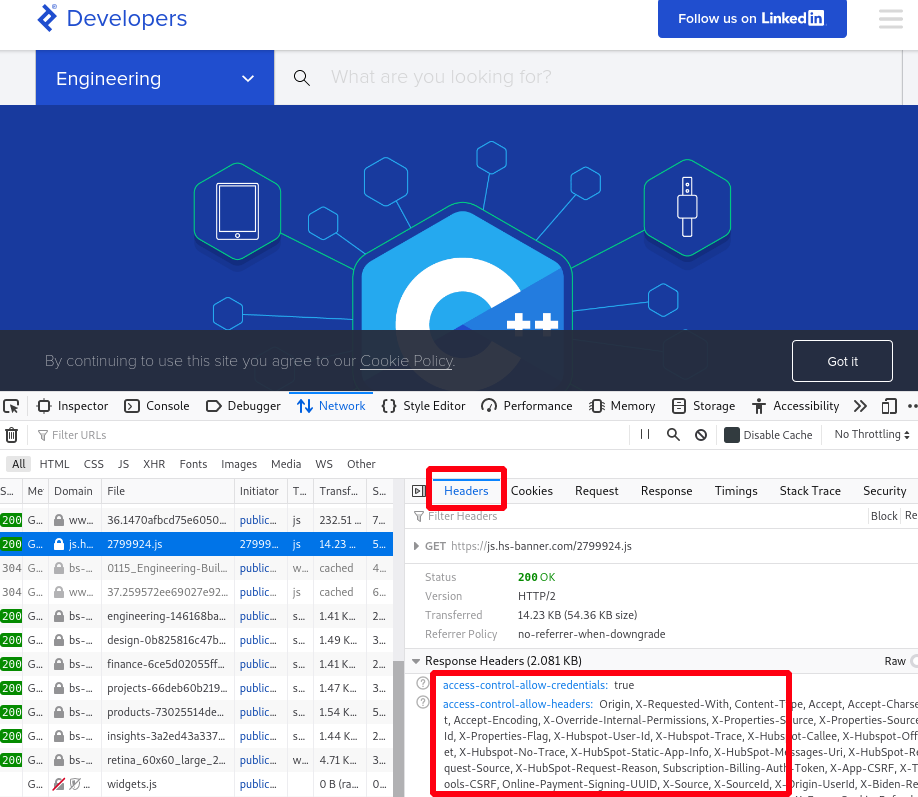 Developers
Follow us on LinkedIn
Engineering
What are you looking for?
C++
By continuing to use this site you agree to our Cookie Policy.
Got it
Inspector Console Debugger Network Style Editor Performance Memory Storage Accessibility
Filter URLs
Disable Cache
No Throttling
All HTML CSS JS XHR Fonts Images Media WS Other
S... Me Domain File Initiator T... Transf... S...
Headers Cookies Request Response Timings Stack Trace Security
Filter Headers
Block Re
200 G... ww... 36.1470afbcd75e6050... public... js 232.51 ... 7...
200 G... js.h... 2799924.js 27999... js 14.23 ... 5...
304 G... bs-... 0115_Engineering-Buil... public... w... cached 4...
304 G... ww... 37.259572ee69027e92... public... js cached 6...
200 G... bs-... engineering-146168ba... public... s... 1.41 K... 2...
200 G... bs-... design-0b825816c47b... public... s... 1.49 K... 3...
200 G... bs-... finance-6ce5d02055ff... public... s... 1.41 K... 2...
200 G... bs-... projects-66deb60b219... public... s... 1.47 K... 3...
200 G... bs-... products-73025514de... public... s... 1.54 K... 2...
200 G... bs-... insights-3a2ed43a337... public... s... 1.44 K... 2...
200 G... bs-... retina_60x60_large_2... public... w... 4.71 K... 3...
G... widgets.js public... js 0 B (ra... 0...
GET https://js.hs-banner.com/2799924.js
Status 200 OK
Version HTTP/2
Transferred 14.23 KB (54.36 KB size)
Referrer Policy no-referrer-when-downgrade
Response Headers (2.081 KB)
Raw
access-control-allow-credentials: true
access-control-allow-headers: Origin, X-Requested-With, Content-Type, Accept, Accept-Charse
t, Accept-Encoding, X-Override-Internal-Permissions, X-Properties-Source, X-Properties-Source
Id, X-Properties-Flag, X-Hubspot-User-Id, X-Hubspot-Trace, X-Hubspot-Callee, X-Hubspot-Off
et, X-Hubspot-No-Trace, X-HubSpot-Static-App-Info, X-HubSpot-Messages-Uri, X-HubSpot-Re
quest-Source, X-HubSpot-Request-Reason, Subscription-Billing-Auth-Token, X-App-CSRF, X-T
ools-CSRF, Online-Payment-Signing-UUID, X-Source, X-SourceId, X-Origin-UserId, X-Biden-Re